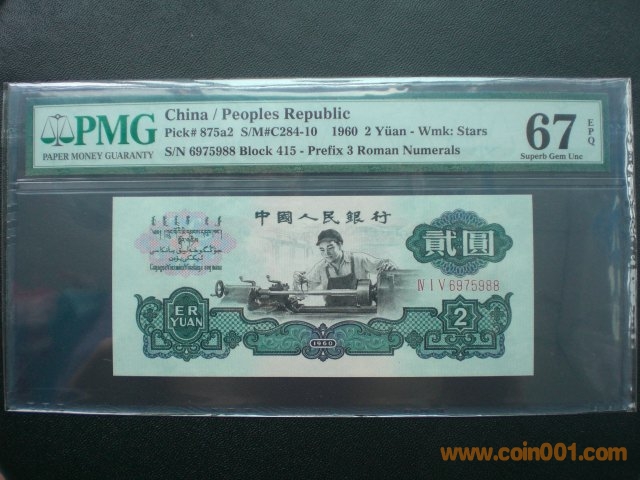 PMG
PAPER MONEY GUARANTY
China / Peoples Republic
Pick# 875a2 S/M#C284-10 1960 2 Yüan - Wmk: Stars
S/N 6975988 Block 415 - Prefix 3 Roman Numerals
67 EPQ
Superb Gem Unc
中國人民銀行
貳圓
IV I V 6975988
ER
YUAN
2
1960
www.coin001.com